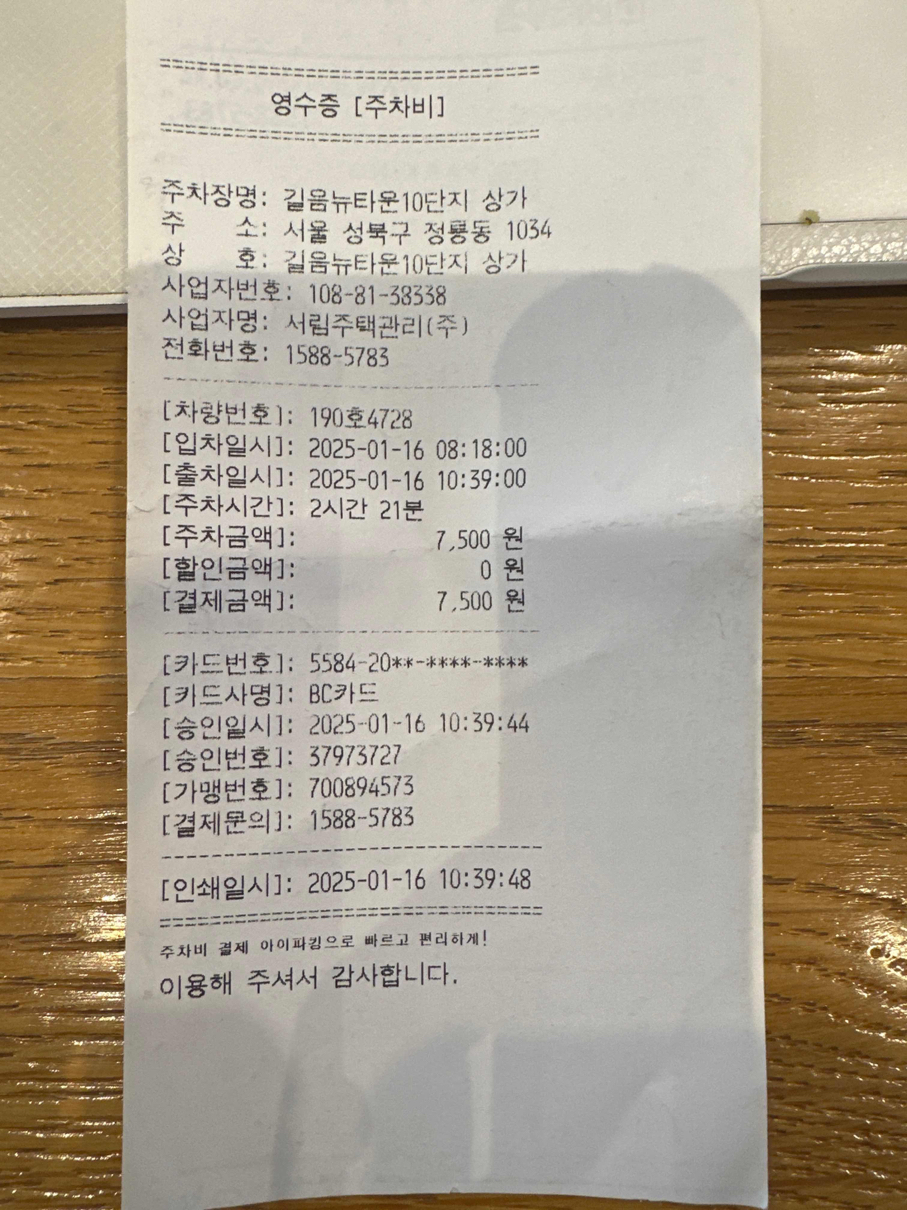 영수증 [주차비]
주차장명: 길음뉴타운10단지 상가
주 소: 서울 성북구 정릉동 1034
상 호: 길음뉴타운10단지 상가
사업자번호: 108-81-38338
사업자명: 서림주택관리(주)
전화번호: 1588-5783
[차량번호]: 190호4728
[입차일시]: 2025-01-16 08:18:00
[출차일시]: 2025-01-16 10:39:00
[주차시간]: 2시간 21분
[주차금액]: 7,500 원
[할인금액]: 0 원
[결제금액]: 7,500 원
[카드번호]: 5584-20**-****-****
[카드사명]: BC카드
[승인일시]: 2025-01-16 10:39:44
[승인번호]: 37973727
[가맹번호]: 700894573
[결제문의]: 1588-5783
[인쇄일시]: 2025-01-16 10:39:48
주차비 결제 아이파킹으로 빠르고 편리하게!
이용해 주셔서 감사합니다.